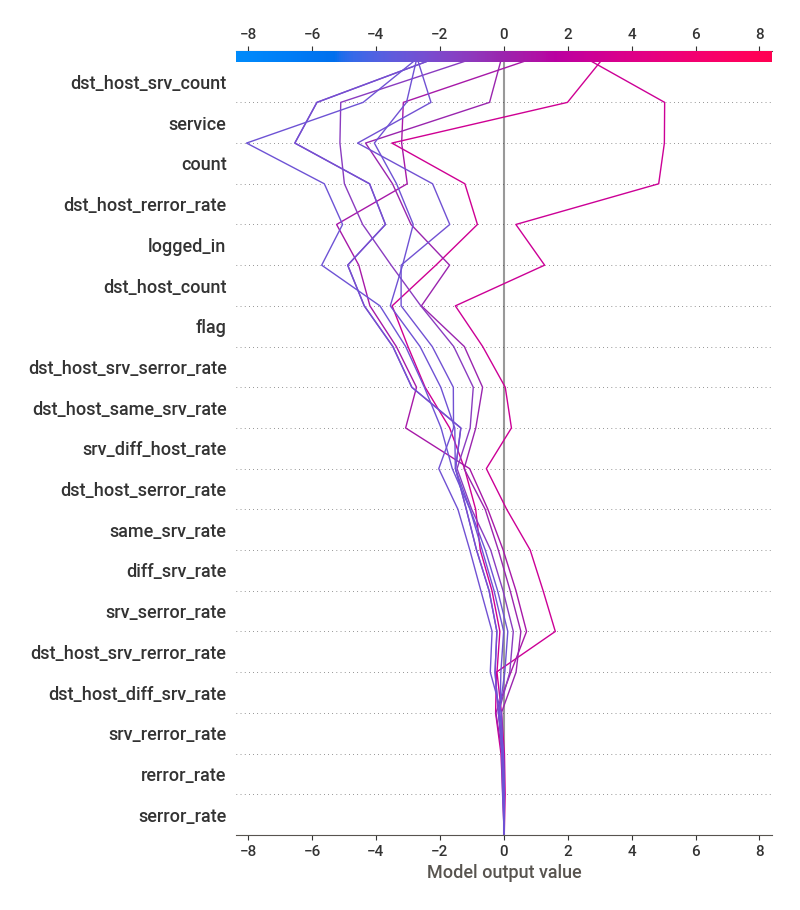 −8 −6 −4 −2 0 2 4 6 8
dst_host_srv_count
service
count
dst_host_rerror_rate
logged_in
dst_host_count
flag
dst_host_srv_serror_rate
dst_host_same_srv_rate
srv_diff_host_rate
dst_host_serror_rate
same_srv_rate
diff_srv_rate
srv_serror_rate
dst_host_srv_rerror_rate
dst_host_diff_srv_rate
srv_rerror_rate
rerror_rate
serror_rate
−8 −6 −4 −2 0 2 4 6 8
Model output value